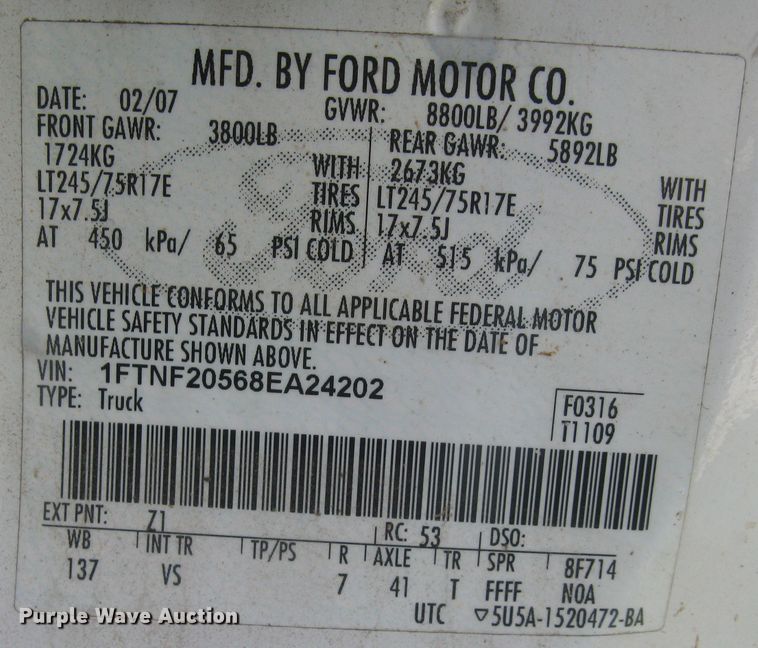 MFD. BY FORD MOTOR CO.
DATE: 02/07 GVWR: 8800LB/ 3992KG
FRONT GAWR: 3800LB REAR GAWR: 5892LB
1724KG WITH 2673KG WITH
LT245/75R17E TIRES LT245/75R17E TIRES
17x7.5J RIMS 17x7.5J RIMS
AT 450 kPa/ 65 PSI COLD AT 515 kPa/ 75 PSI COLD
Ford
THIS VEHICLE CONFORMS TO ALL APPLICABLE FEDERAL MOTOR
VEHICLE SAFETY STANDARDS IN EFFECT ON THE DATE OF
MANUFACTURE SHOWN ABOVE.
VIN: 1FTNF20568EA24202
TYPE: Truck
F0316
T1109
EXT PNT: Z1 RC: 53 DSO:
WB INT TR TP/PS R AXLE TR SPR 8F714
137 VS 7 41 T FFFF N0A
UTC ▽5U5A-1520472-BA
Purple Wave Auction